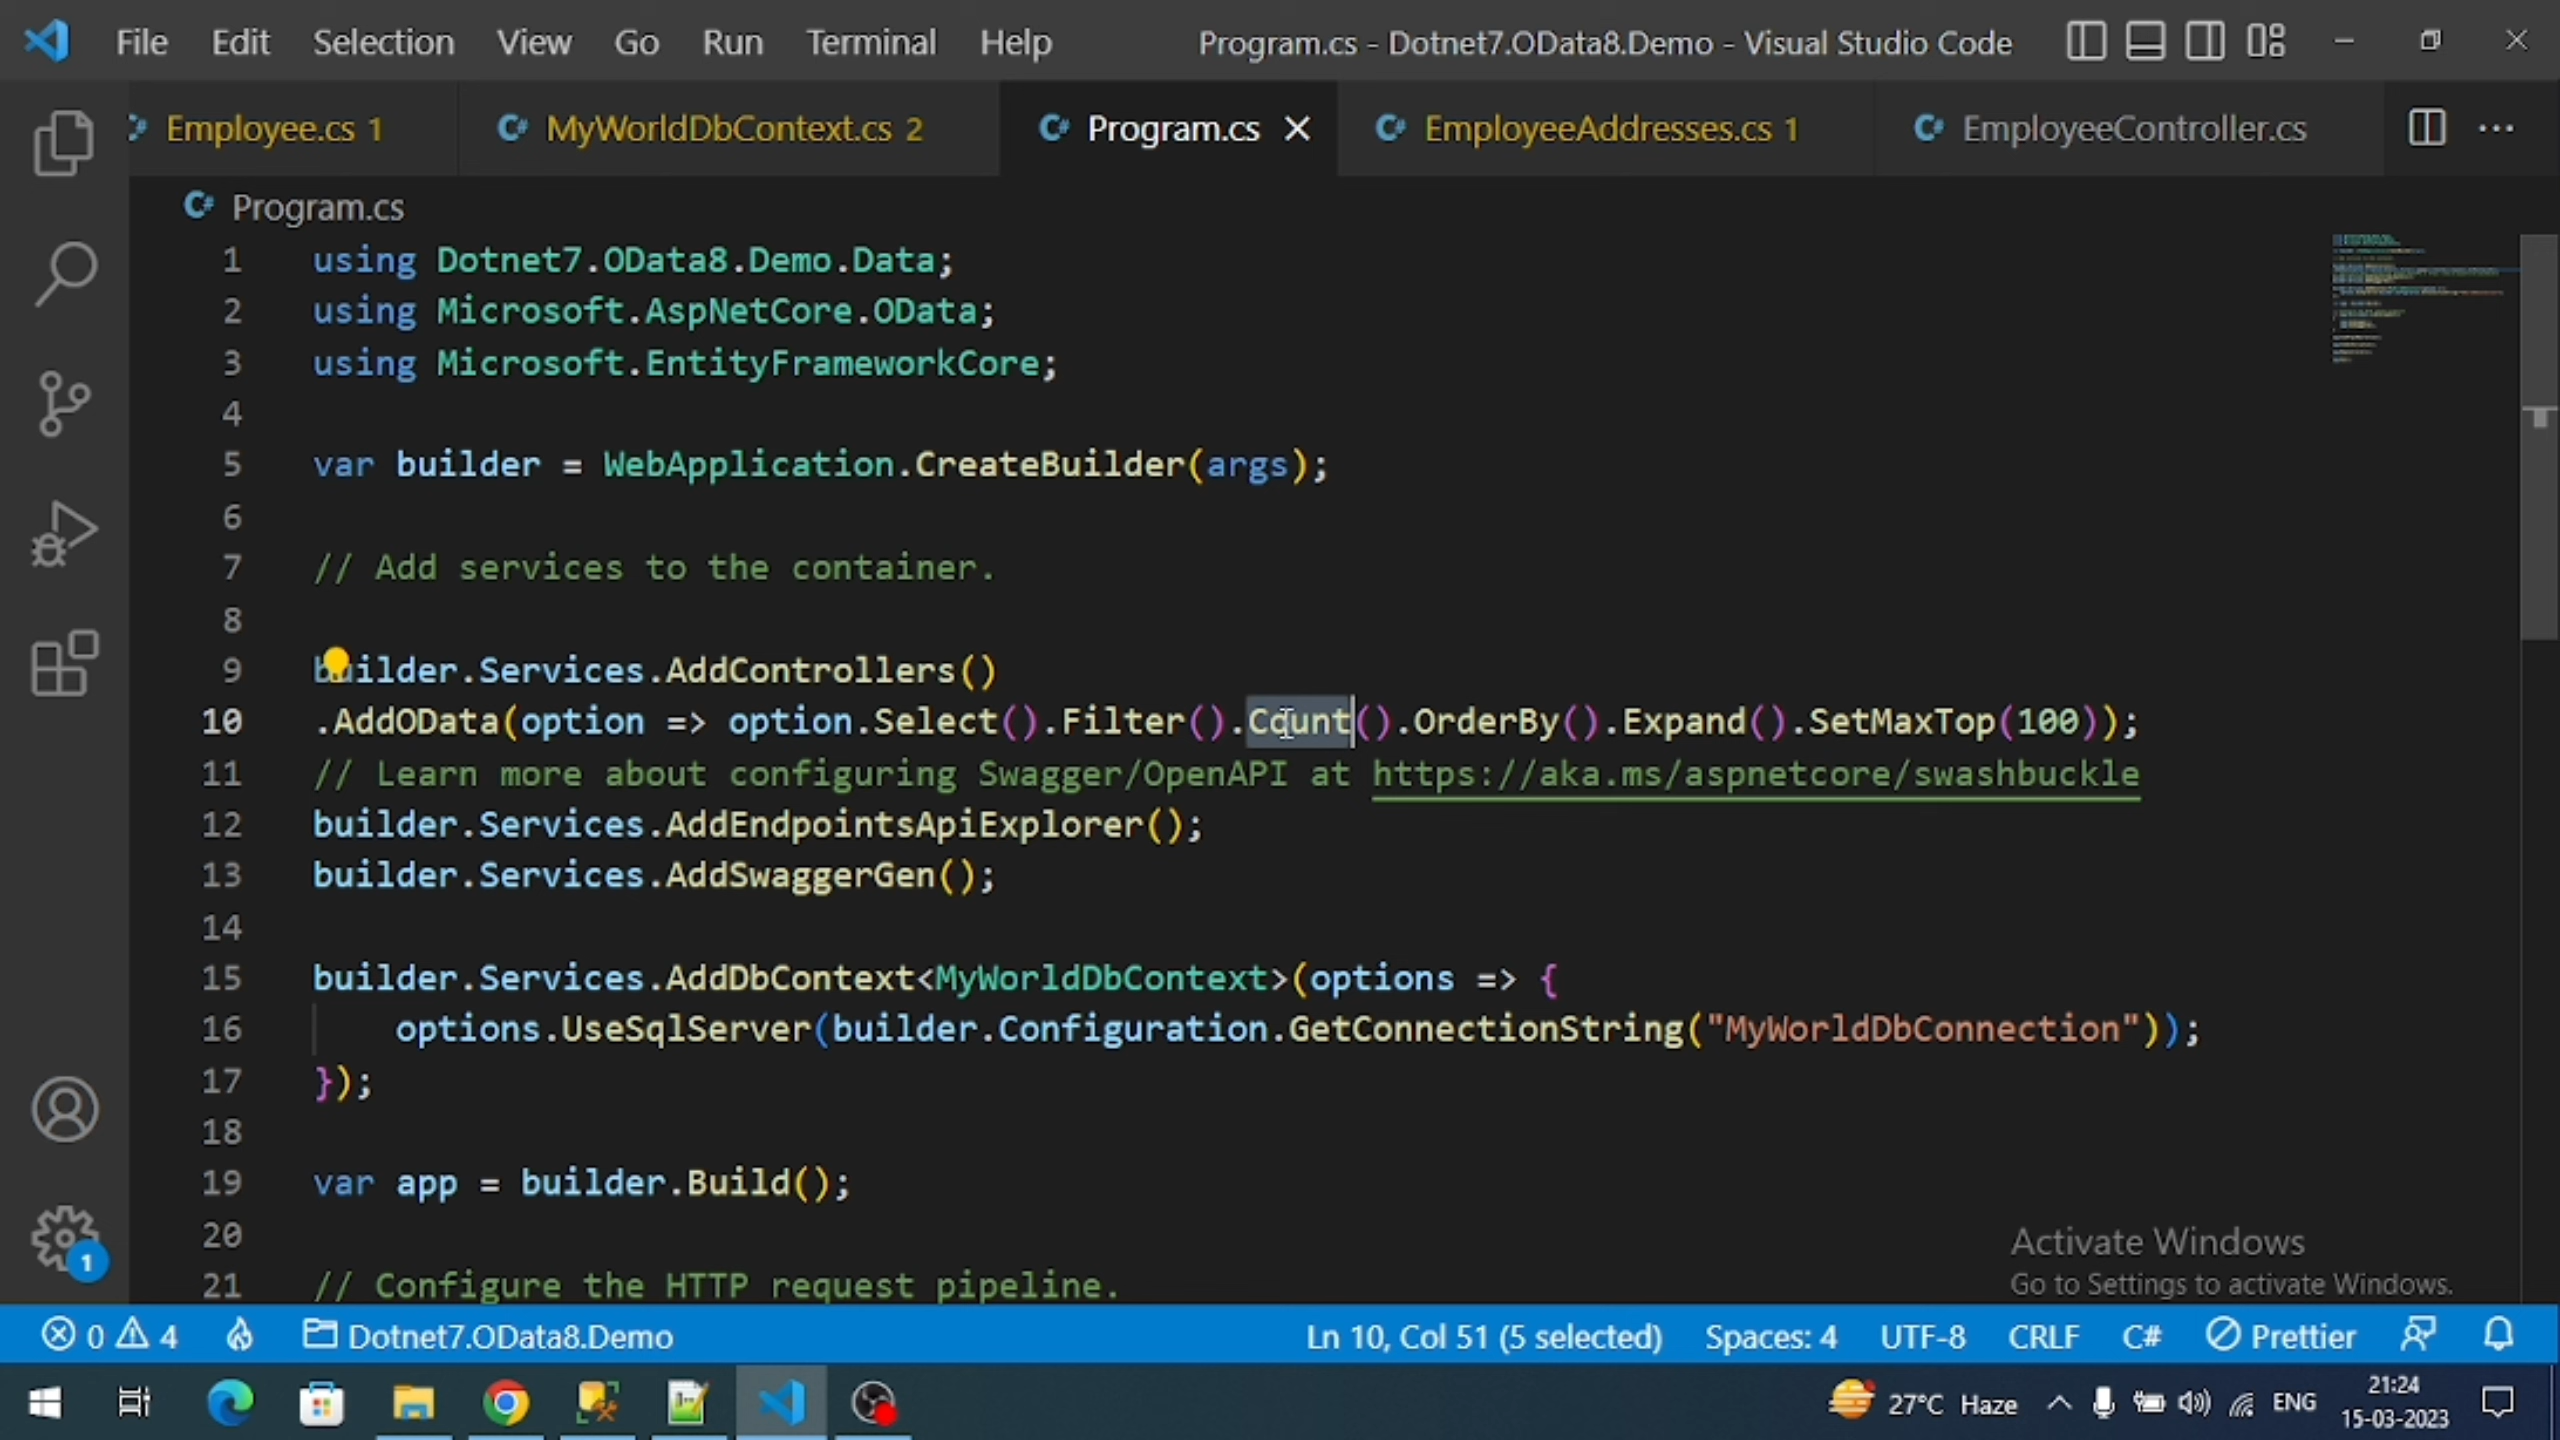 File Edit Selection View Go Run Terminal Help Program.cs - Dotnet7.OData8.Demo - Visual Studio Code
Employee.cs 1 MyWorldDbContext.cs 2 Program.cs EmployeeAddresses.cs 1 EmployeeController.cs
Program.cs
1 using Dotnet7.OData8.Demo.Data;
2 using Microsoft.AspNetCore.OData;
3 using Microsoft.EntityFrameworkCore;
4
5 var builder = WebApplication.CreateBuilder(args);
6
7 // Add services to the container.
8
9 builder.Services.AddControllers()
10 .AddOData(option => option.Select().Filter().Count().OrderBy().Expand().SetMaxTop(100));
11 // Learn more about configuring Swagger/OpenAPI at https://aka.ms/aspnetcore/swashbuckle
12 builder.Services.AddEndpointsApiExplorer();
13 builder.Services.AddSwaggerGen();
14
15 builder.Services.AddDbContext<MyWorldDbContext>(options => {
16 options.UseSqlServer(builder.Configuration.GetConnectionString("MyWorldDbConnection"));
17 });
18
19 var app = builder.Build();
20
21 // Configure the HTTP request pipeline.
Activate Windows
Go to Settings to activate Windows.
1
0 4 Dotnet7.OData8.Demo Ln 10, Col 51 (5 selected) Spaces: 4 UTF-8 CRLF C# Prettier
27°C Haze ENG 21:24
15-03-2023